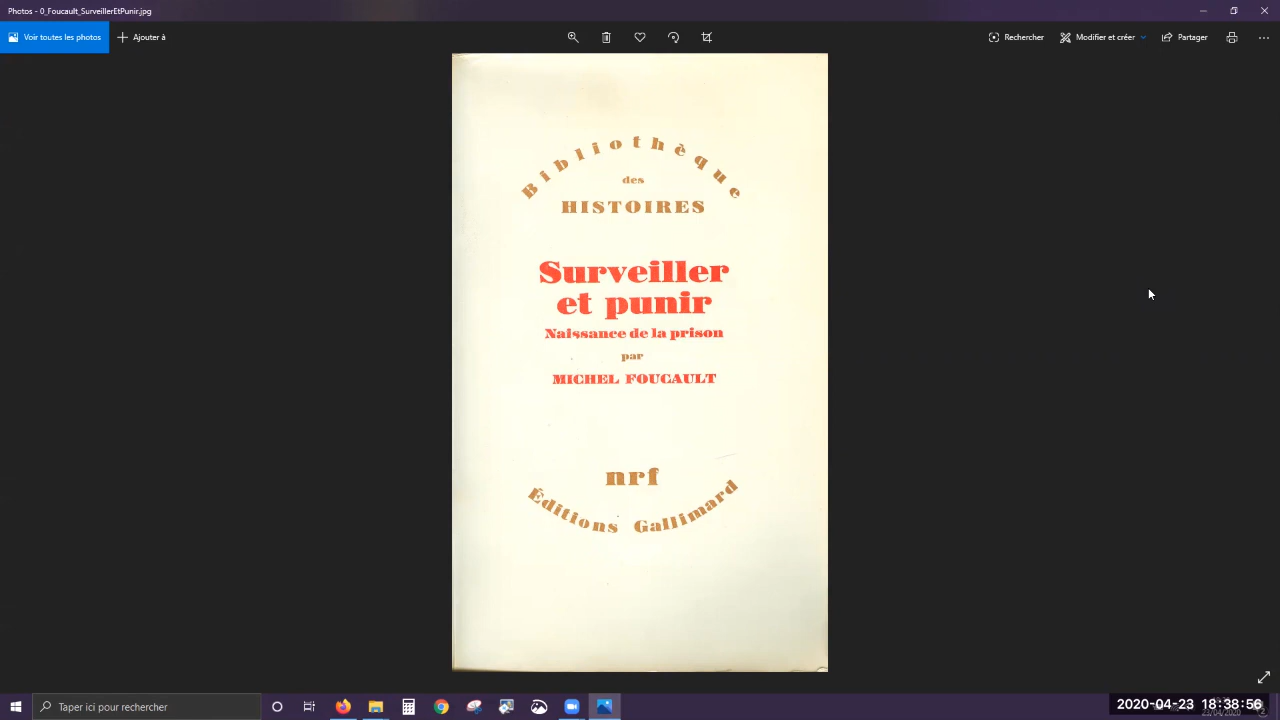 Photos - 0_Foucault_SurveillerEtPunir.jpg
Voir toutes les photos
Ajouter à
Rechercher
Modifier et créer
Partager
Bibliothèque
des
HISTOIRES
Surveiller
et punir
Naissance de la prison
par
MICHEL FOUCAULT
nrf
Éditions Gallimard
Taper ici pour rechercher
2020-04-23 18:38:56